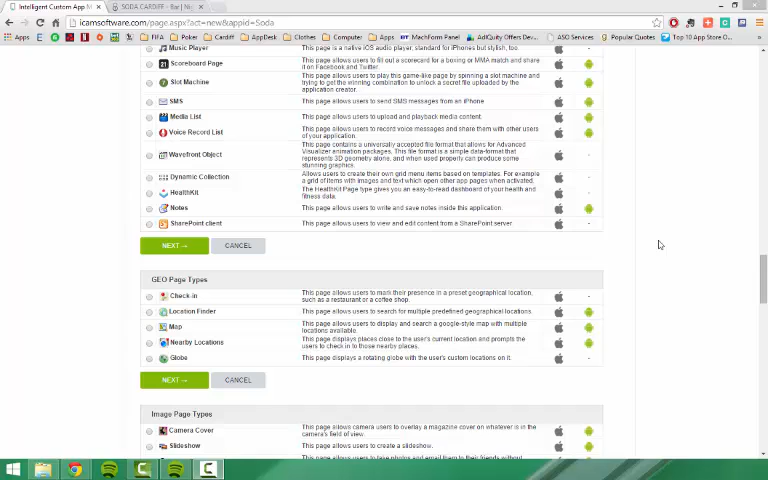 Intelligent Custom App M
SODA CARDIFF - Bar | Nig
icamsoftware.com/page.aspx?act=new&appid=Soda
Apps
FIFA
Poker
Cardiff
AppDesk
Clothes
Computer
Apps
MacForm Panel
AdQuity Offers Dev...
ASO Services
Popular Quotes
Top 10 App Store O...
Music Player This page is a native iOS audio player, standard for iPhones but stylish, too.
Scoreboard Page This page allows users to fill out a scorecard for a boxing or MMA match and share
it on Facebook and Twitter.
Slot Machine This page allows users to play this game-like page by spinning a slot machine and
trying to get the winning combination to unlock a secret file uploaded by the
application creator.
SMS This page allows users to send SMS messages from an iPhone
Media List This page allows users to upload and playback media content.
Voice Record List This page allows users to record voice messages and share them with other users
of your application.
Wavefront Object This page contains a universally accepted file format that allows for Advanced
Visualizer animation packages. This file format is a simple data-format that
represents 3D geometry alone, and when used properly can produce some
stunning graphics.
Dynamic Collection Allows users to create their own grid menu items based on templates. For example
a grid of items with images and text which open other app pages when activated.
HealthKit The HealthKit Page type gives you an easy-to-read dashboard of your health and
fitness data.
Notes This page allows users to write and save notes inside this application.
SharePoint client This page allows users to view and edit content from a SharePoint server
NEXT → CANCEL
GEO Page Types
Check-in This page allows users to mark their presence in a preset geographical location,
such as a restaurant or a coffee shop.
Location Finder This page allows users to search for multiple predefined geographical locations.
Map This page allows users to display and search a google-style map with multiple
locations available.
Nearby Locations This page displays places close to the user's current location and prompts the
users to check in to those nearby places.
Globe This page displays a rotating globe with the user's custom locations on it.
NEXT → CANCEL
Image Page Types
Camera Cover This page allows camera users to overlay a magazine cover on whatever is in the
camera's field of view.
Slideshow This page allows users to create a slideshow.